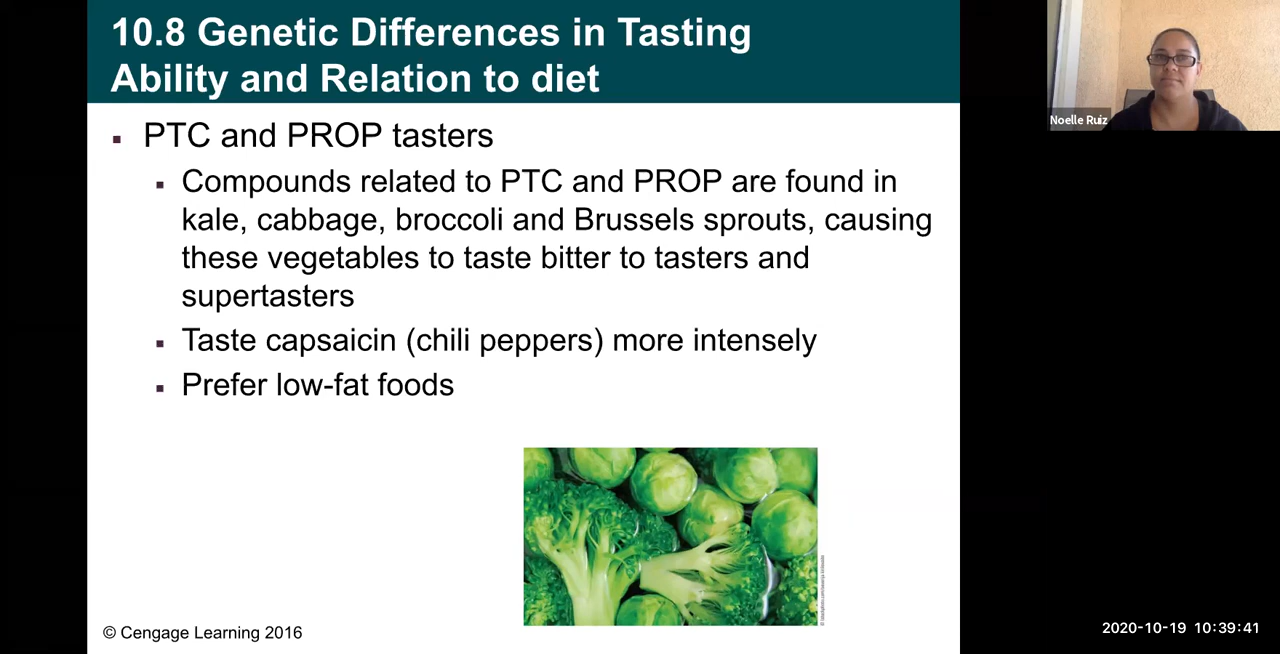 10.8 Genetic Differences in Tasting
Ability and Relation to diet
PTC and PROP tasters
Compounds related to PTC and PROP are found in
kale, cabbage, broccoli and Brussels sprouts, causing
these vegetables to taste bitter to tasters and
supertasters
Taste capsaicin (chili peppers) more intensely
Prefer low-fat foods
© Cengage Learning 2016
Noelle Ruiz
2020-10-19 10:39:41